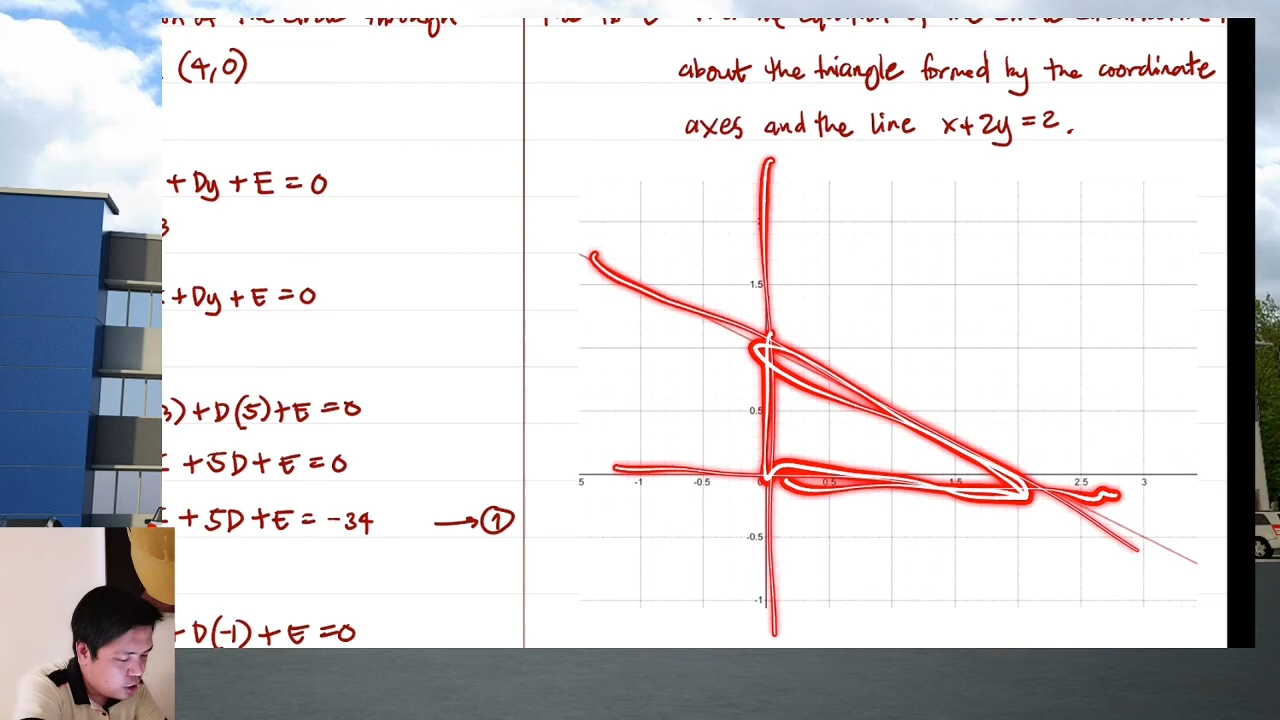 (4,0)
+ Dy + E = 0
+ Dy + E = 0
3) + D(5) + E = 0
+ 5D + E = 0
+ 5D + E = -34 → ①
+ D(-1) + E = 0
about the triangle formed by the coordinate
axes and the line x + 2y = 2.
1.5
0.5
-1 -0.5 1.5 2.5 3
-0.5
-1